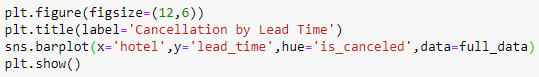 plt.figure(figsize=(12,6))
plt.title(label='Cancellation by Lead Time')
sns.barplot(x='hotel',y='lead_time',hue='is_canceled',data=full_data)
plt.show()